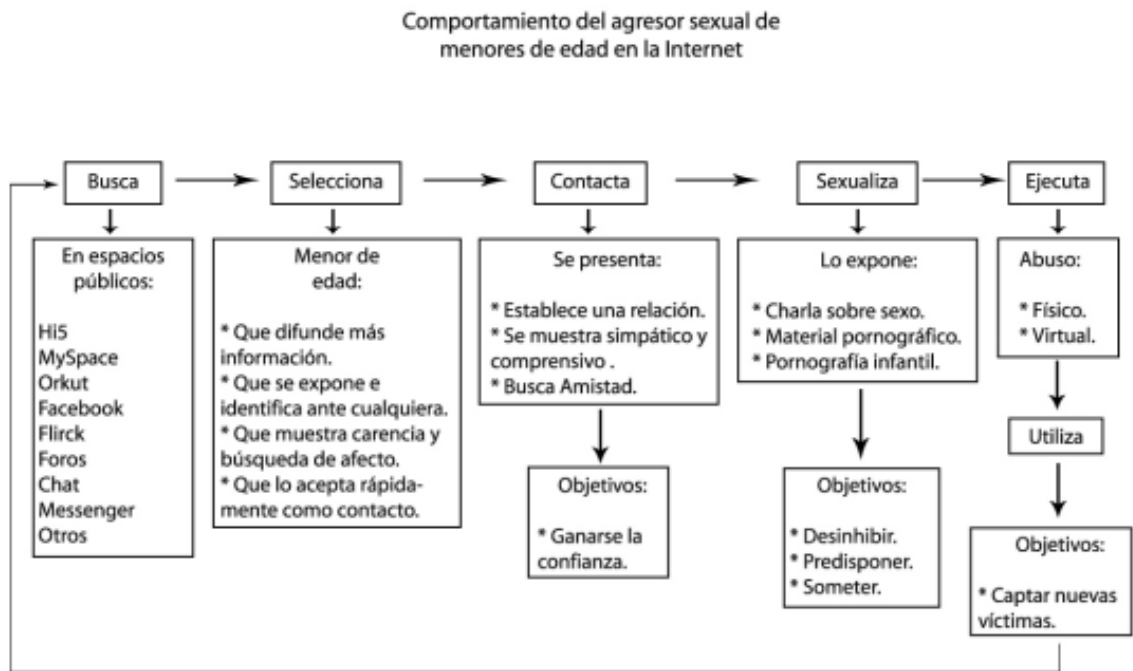 Comportamiento del agresor sexual de
menores de edad en la Internet
Busca
Selecciona
Contacta
Sexualiza
Ejecuta
En espacios
públicos:
Hi5
MySpace
Orkut
Facebook
Flirck
Foros
Chat
Messenger
Otros
Menor de
edad:
* Que difunde más
información.
* Que se expone e
identifica ante cualquiera.
* Que muestra carencia y
búsqueda de afecto.
* Que lo acepta rápida-
mente como contacto.
Se presenta:
* Establece una relación.
* Se muestra simpático y
comprensivo .
* Busca Amistad.
Objetivos:
* Ganarse la
confianza.
Lo expone:
* Charla sobre sexo.
* Material pornográfico.
* Pornografía infantil.
Objetivos:
* Desinhibir.
* Predisponer.
* Someter.
Abuso:
* Físico.
* Virtual.
Utiliza
Objetivos:
* Captar nuevas
víctimas.